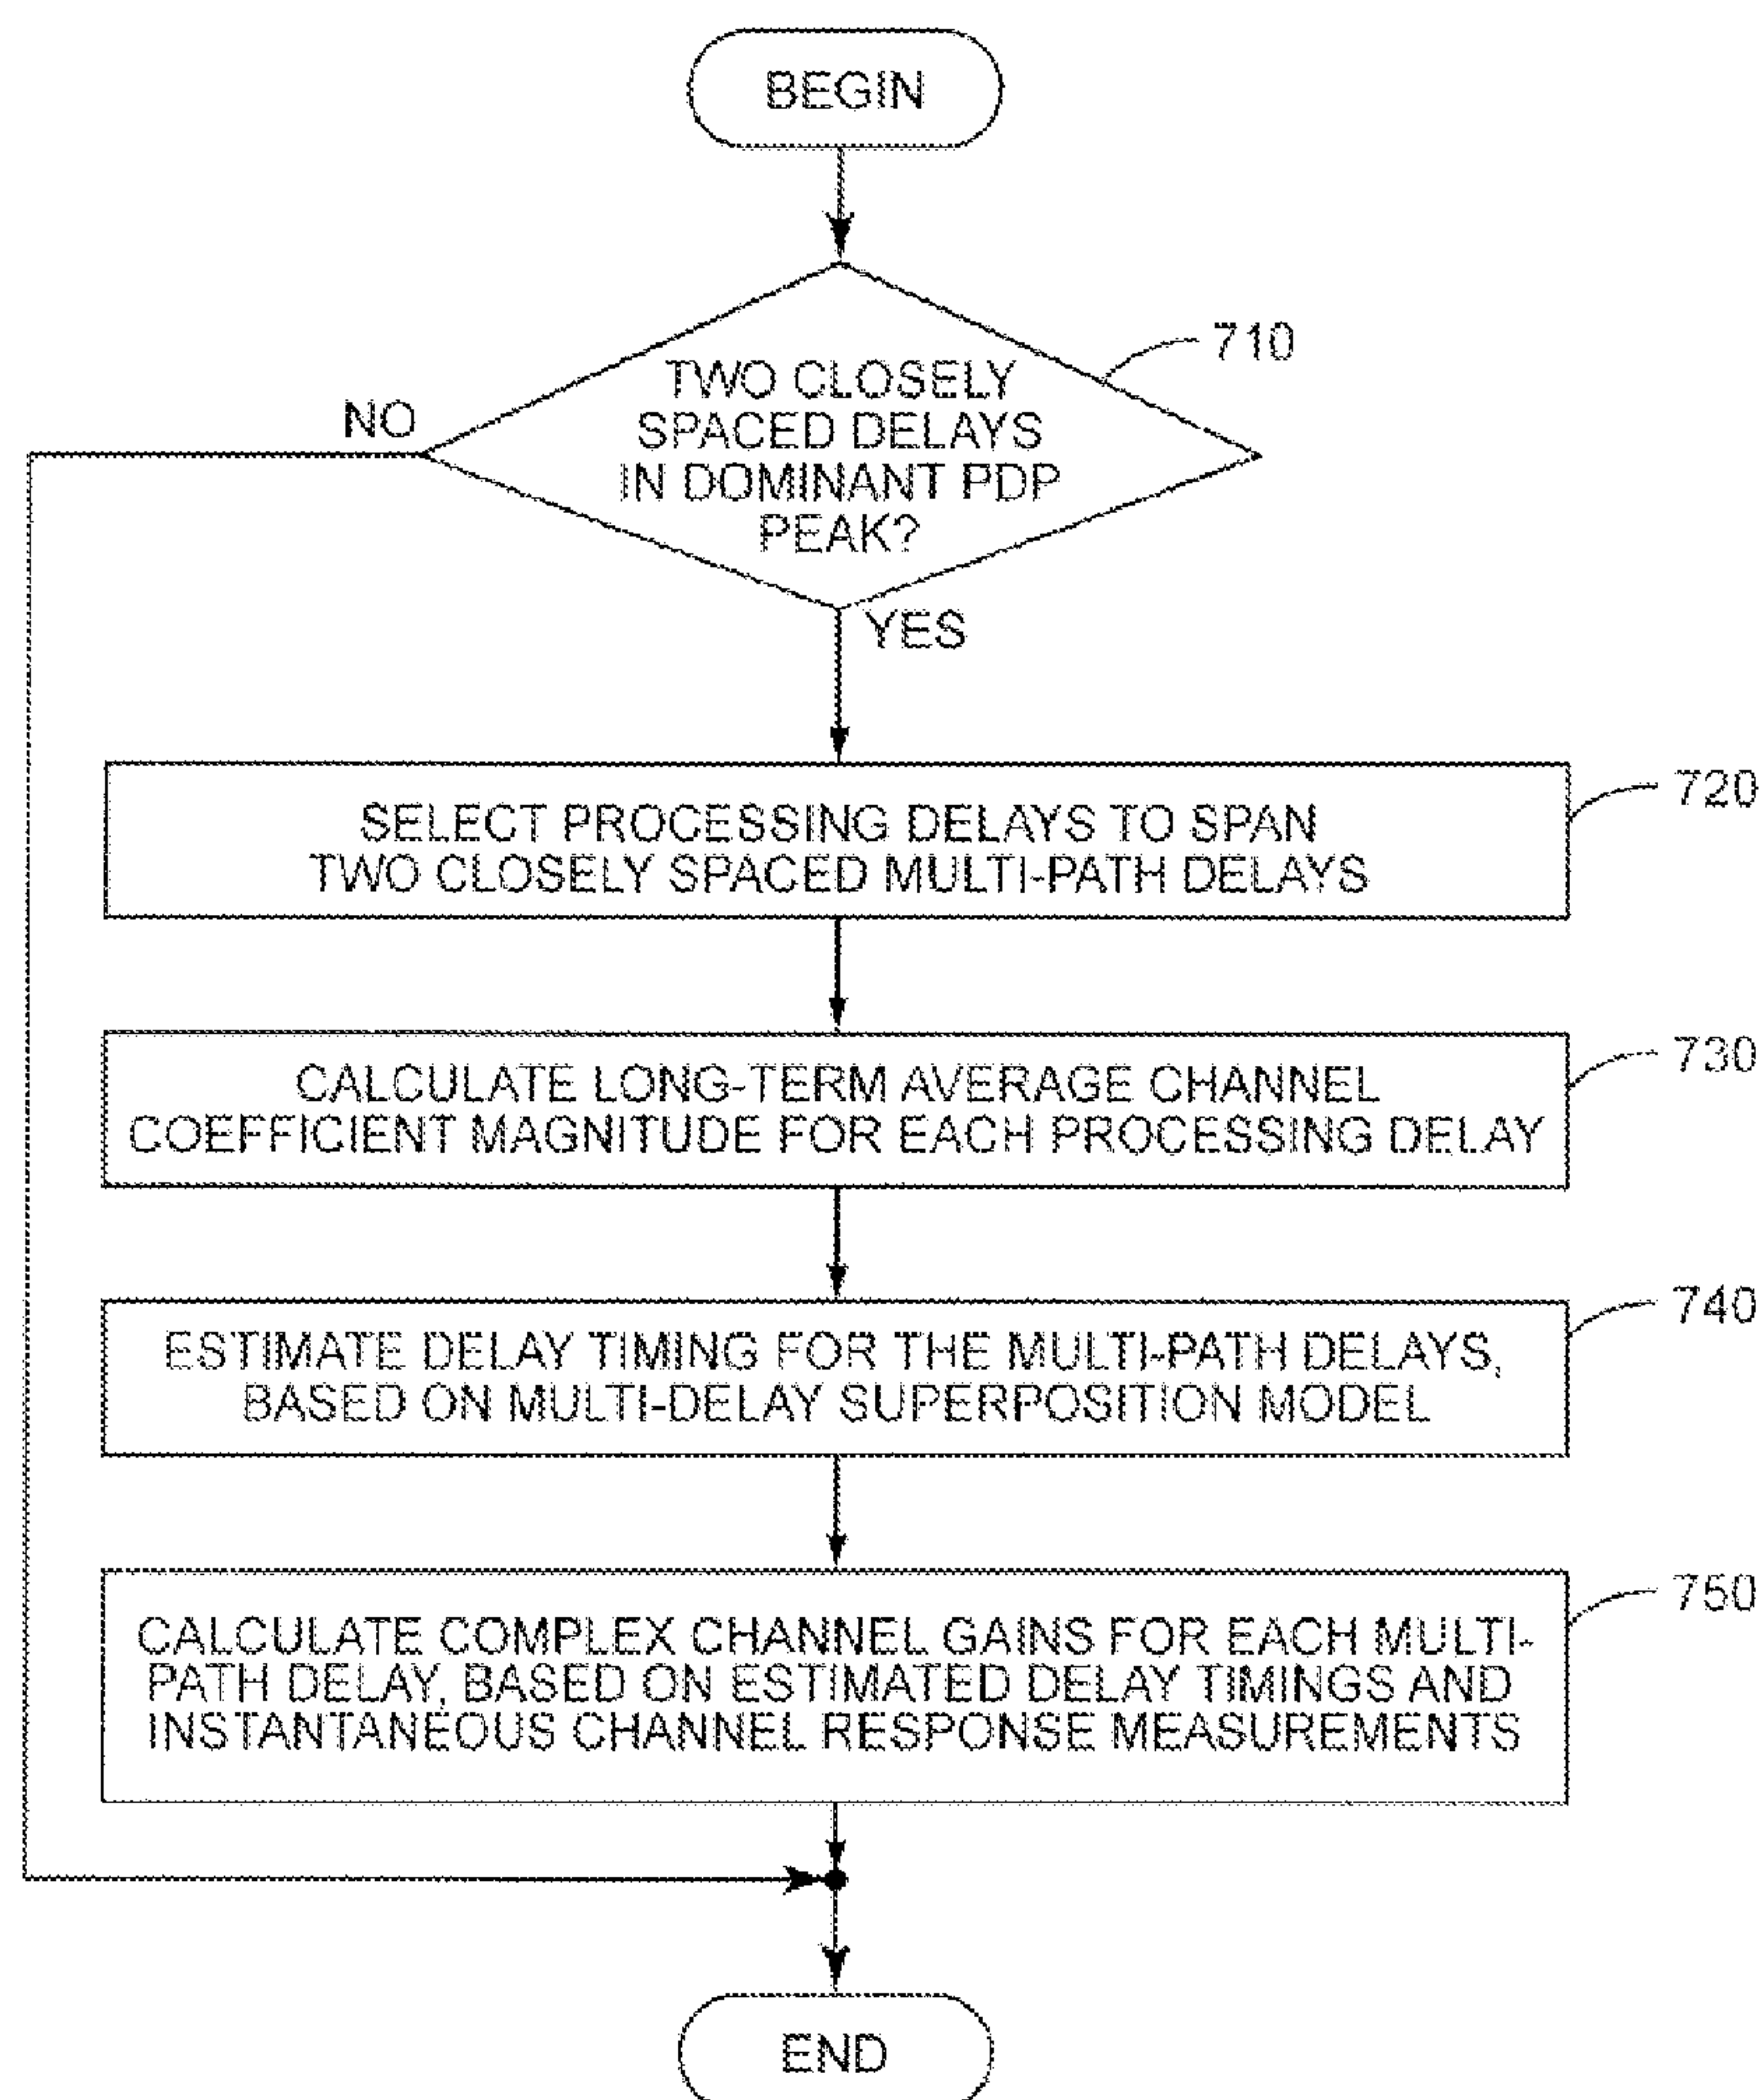 BEGIN
710
TWO CLOSELY
SPACED DELAYS
IN DOMINANT PDP
PEAK?
NO
YES
720
SELECT PROCESSING DELAYS TO SPAN
TWO CLOSELY SPACED MULTI-PATH DELAYS
730
CALCULATE LONG-TERM AVERAGE CHANNEL
COEFFICIENT MAGNITUDE FOR EACH PROCESSING DELAY
740
ESTIMATE DELAY TIMING FOR THE MULTI-PATH DELAYS,
BASED ON MULTI-DELAY SUPERPOSITION MODEL
750
CALCULATE COMPLEX CHANNEL GAINS FOR EACH MULTI-
PATH DELAY, BASED ON ESTIMATED DELAY TIMINGS AND
INSTANTANEOUS CHANNEL RESPONSE MEASUREMENTS
END